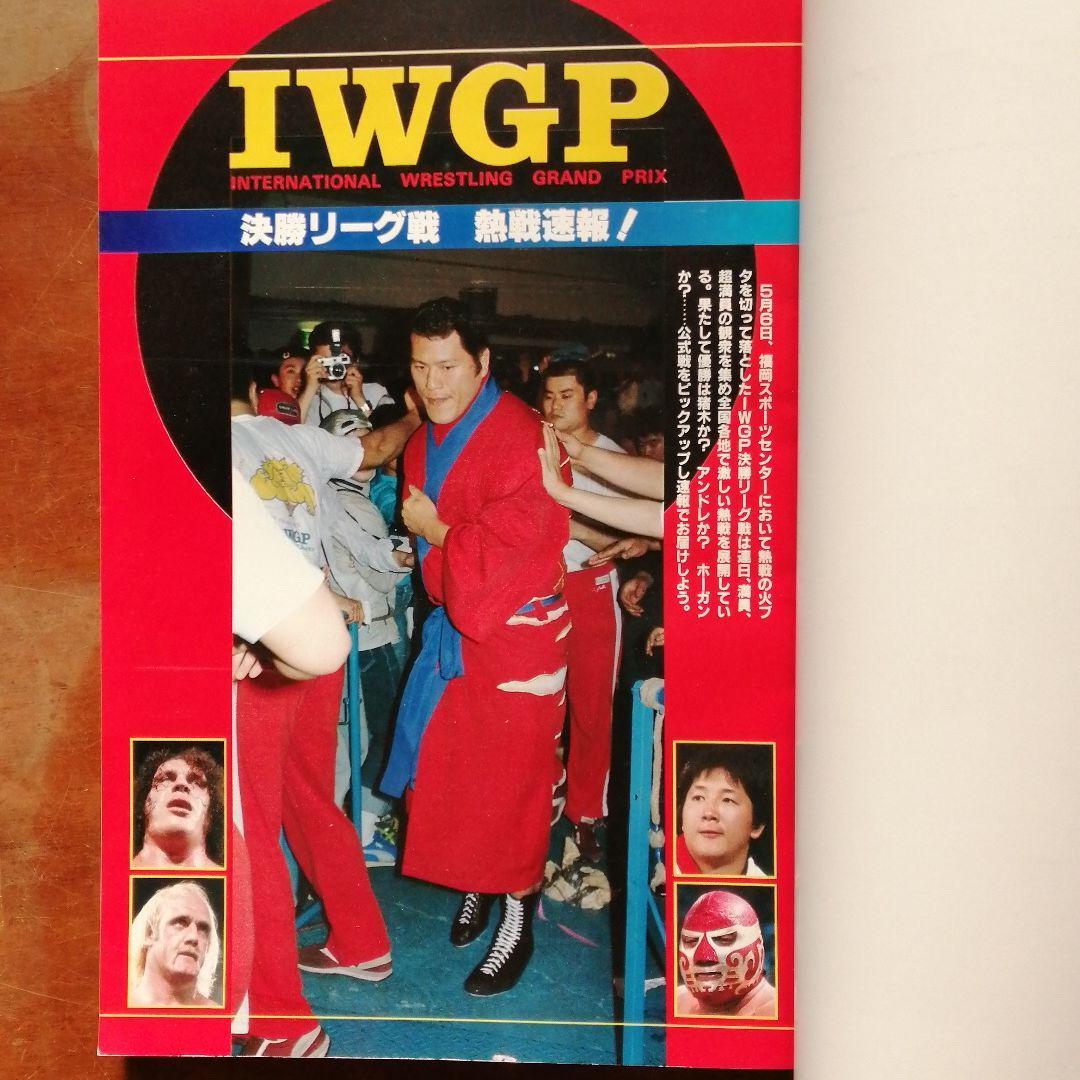 IWGP
INTERNATIONAL WRESTLING GRAND PRIX
決勝リーグ戦 熱戦速報!
5月6日、福岡スポーツセンターにおいて熱戦の火ブ
タを切って落としたIWGP決勝リーグ戦は連日、満員、
超満員の観衆を集め全国各地で激しい熱戦を展開してい
る。果たして優勝は猪木か? アンドレか? ホーガン
か?……公式戦をピックアップし速報でお届けしよう。
WGP